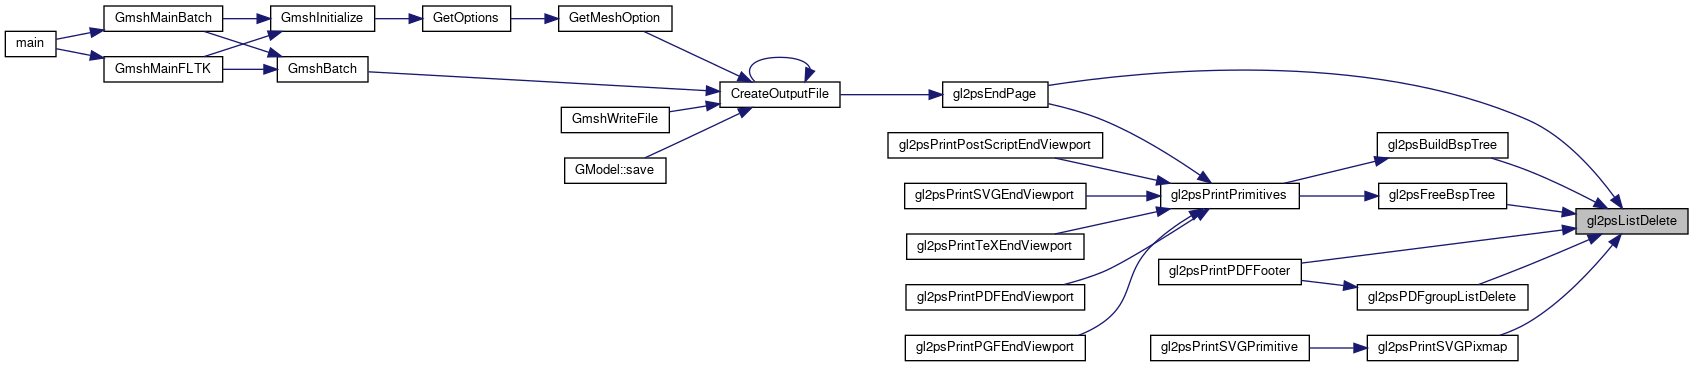 main
GmshMainBatch
GmshMainFLTK
GmshInitialize
GmshBatch
GetOptions
GetMeshOption
GmshWriteFile
GModel::save
CreateOutputFile
gl2psEndPage
gl2psPrintPostScriptEndViewport
gl2psPrintSVGEndViewport
gl2psPrintTeXEndViewport
gl2psPrintPDFEndViewport
gl2psPrintPGFEndViewport
gl2psPrintPrimitives
gl2psPrintPDFFooter
gl2psPrintSVGPrimitive
gl2psBuildBspTree
gl2psFreeBspTree
gl2psPDFgroupListDelete
gl2psPrintSVGPixmap
gl2psListDelete